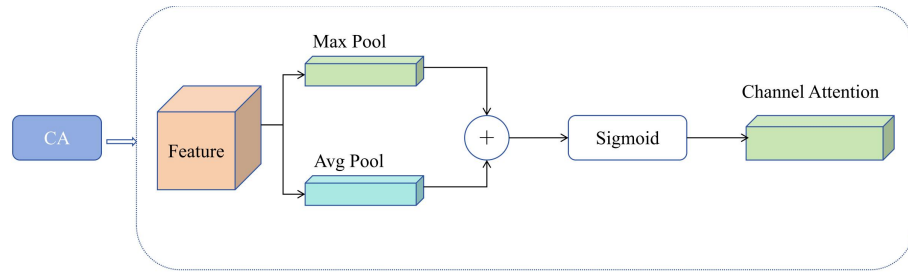 CA
Feature
Max Pool
Avg Pool
+
Sigmoid
Channel Attention